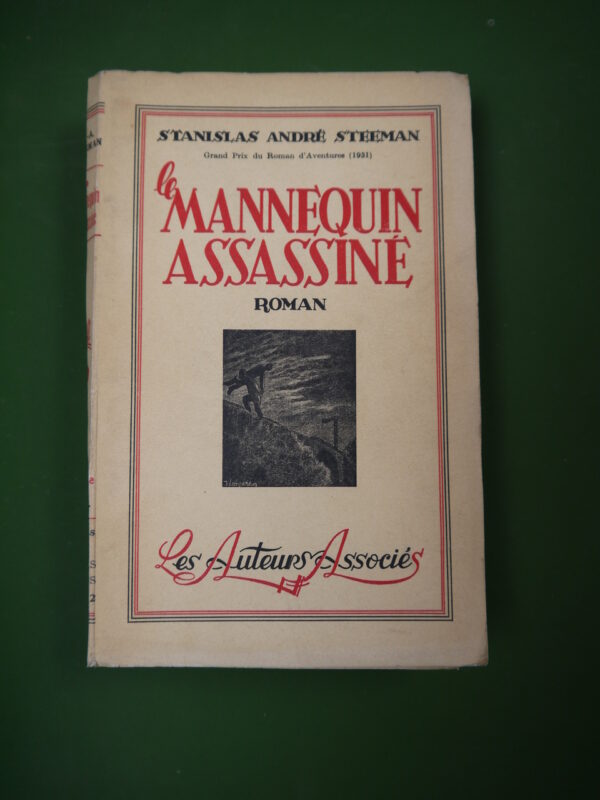 STANISLAS ANDRÉ STEEMAN
Grand Prix du Roman d'Aventures (1931)
le
MANNEQUIN
ASSASSINÉ
ROMAN
Les Auteurs Associés